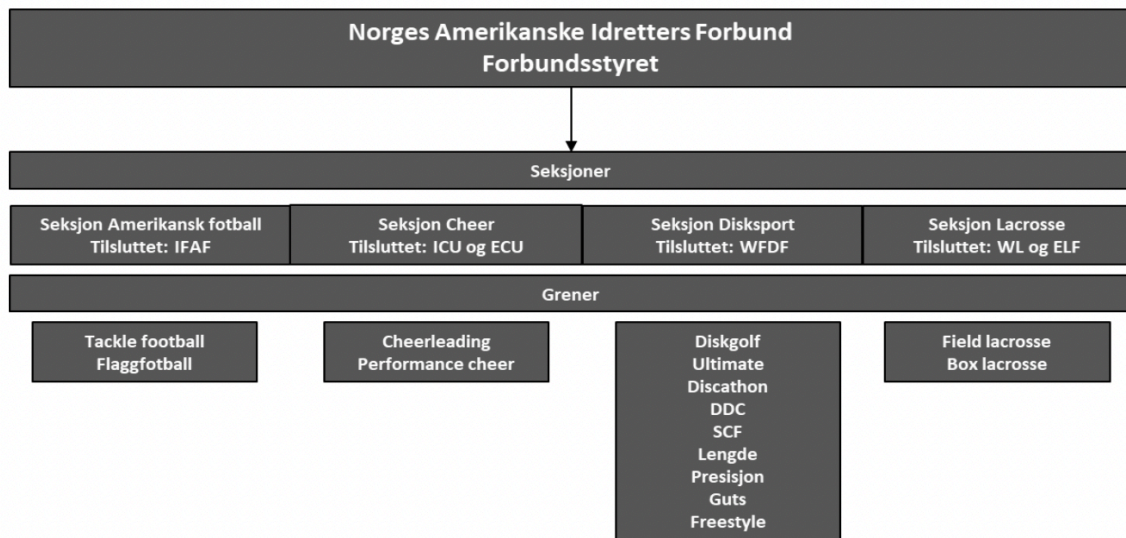 Norges Amerikanske Idretters Forbund
Forbundsstyret
Seksjoner
Seksjon Amerikansk fotball
Tilsluttet: IFAF
Seksjon Cheer
Tilsluttet: ICU og ECU
Seksjon Disksport
Tilsluttet: WFDF
Seksjon Lacrosse
Tilsluttet: WL og ELF
Grener
Tackle football
Flaggfotball
Cheerleading
Performance cheer
Diskgolf
Ultimate
Discathon
DDC
SCF
Lengde
Presisjon
Guts
Freestyle
Field lacrosse
Box lacrosse